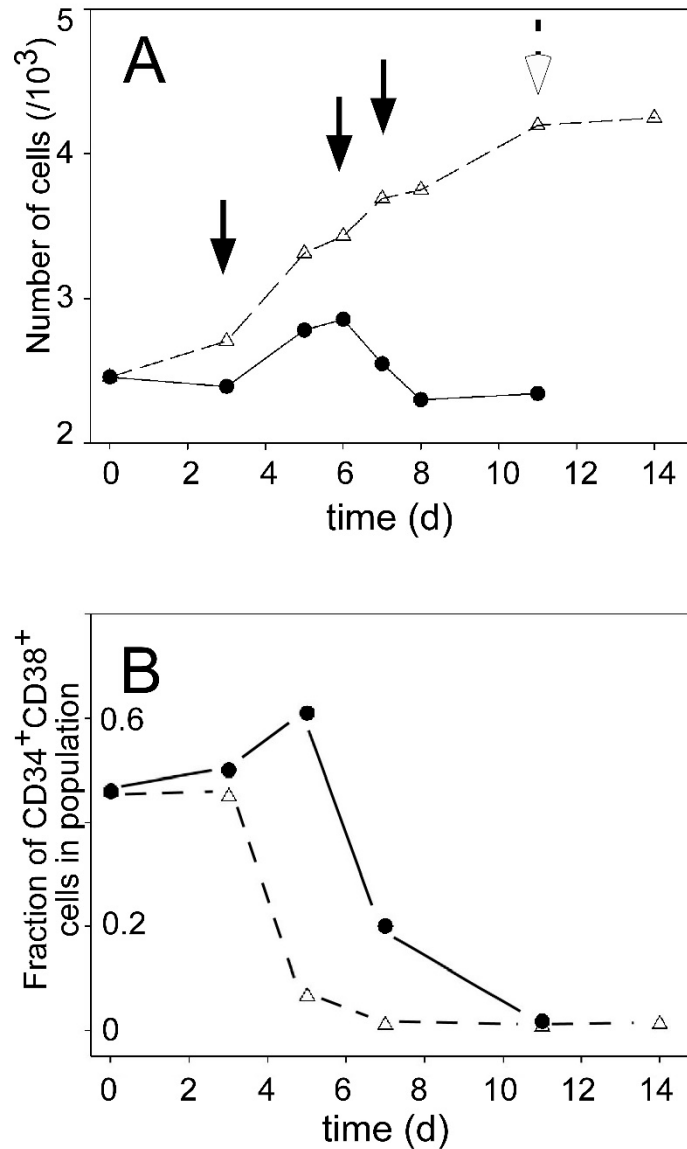 A
Number of cells (/10³)
5
4
3
2
0 2 4 6 8 10 12 14
time (d)
B
Fraction of CD34⁺CD38⁺
cells in population
0.6
0.2
0
0 2 4 6 8 10 12 14
time (d)